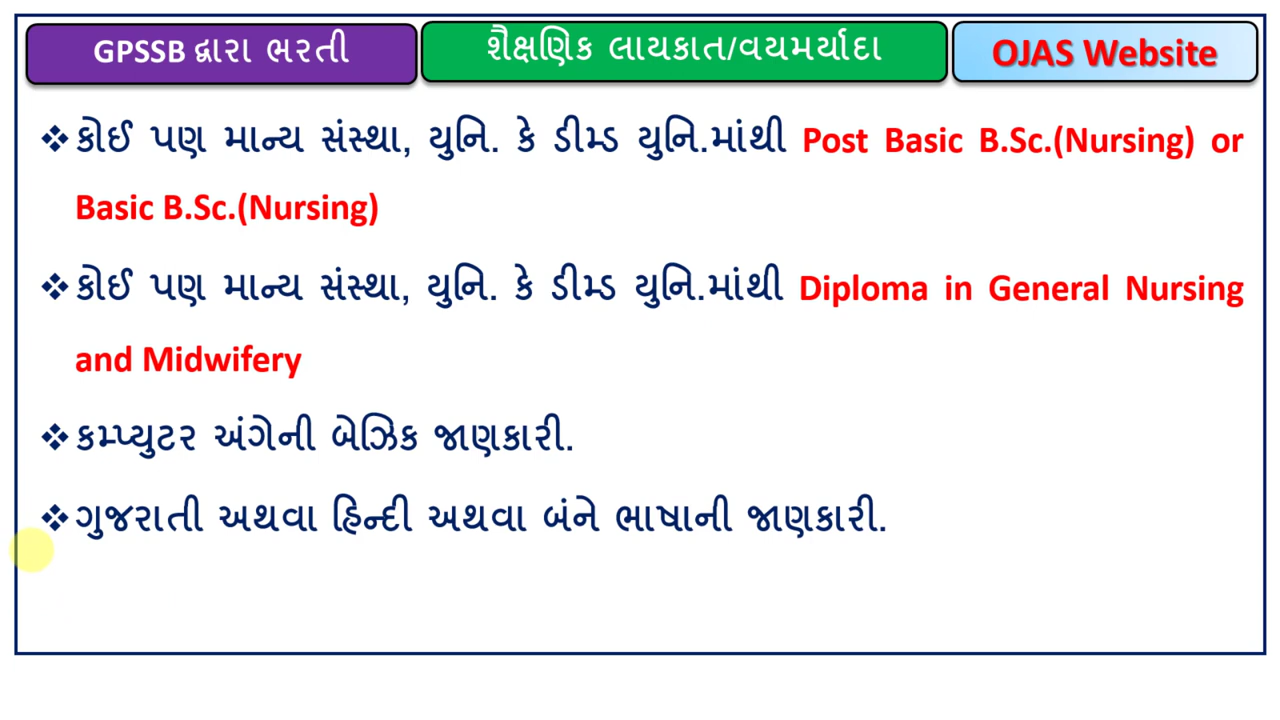 GPSSB દ્વારા ભરતી
શૈક્ષણિક લાયકાત/વયમર્યાદા
OJAS Website
❖ કોઈ પણ માન્ય સંસ્થા, યુનિ. કે ડીમ્ડ યુનિ.માંથી Post Basic B.Sc.(Nursing) or
Basic B.Sc.(Nursing)
❖ કોઈ પણ માન્ય સંસ્થા, યુનિ. કે ડીમ્ડ યુનિ.માંથી Diploma in General Nursing
and Midwifery
❖ કમ્પ્યુટર અંગેની બેઝિક જાણકારી.
❖ ગુજરાતી અથવા હિન્દી અથવા બંને ભાષાની જાણકારી.